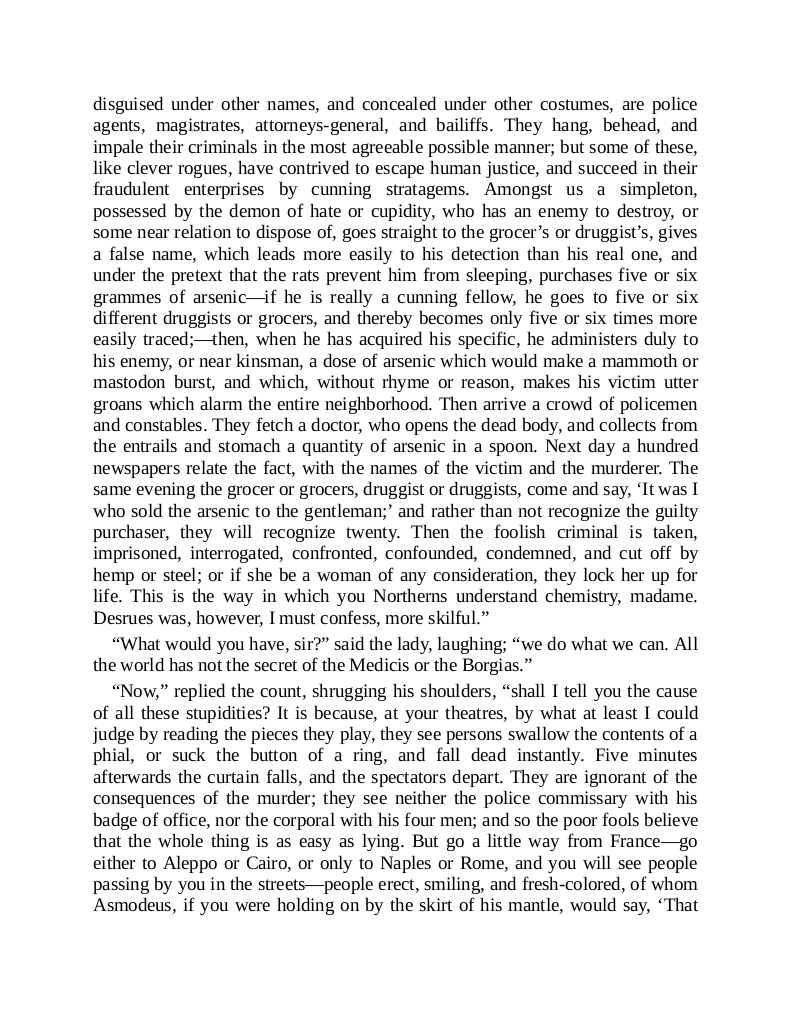 disguised under other names, and concealed under other costumes, are police
agents, magistrates, attorneys-general, and bailiffs. They hang, behead, and
impale their criminals in the most agreeable possible manner; but some of these,
like clever rogues, have contrived to escape human justice, and succeed in their
fraudulent enterprises by cunning stratagems. Amongst us a simpleton,
possessed by the demon of hate or cupidity, who has an enemy to destroy, or
some near relation to dispose of, goes straight to the grocer’s or druggist’s, gives
a false name, which leads more easily to his detection than his real one, and
under the pretext that the rats prevent him from sleeping, purchases five or six
grammes of arsenic—if he is really a cunning fellow, he goes to five or six
different druggists or grocers, and thereby becomes only five or six times more
easily traced;—then, when he has acquired his specific, he administers duly to
his enemy, or near kinsman, a dose of arsenic which would make a mammoth or
mastodon burst, and which, without rhyme or reason, makes his victim utter
groans which alarm the entire neighborhood. Then arrive a crowd of policemen
and constables. They fetch a doctor, who opens the dead body, and collects from
the entrails and stomach a quantity of arsenic in a spoon. Next day a hundred
newspapers relate the fact, with the names of the victim and the murderer. The
same evening the grocer or grocers, druggist or druggists, come and say, ‘It was I
who sold the arsenic to the gentleman;’ and rather than not recognize the guilty
purchaser, they will recognize twenty. Then the foolish criminal is taken,
imprisoned, interrogated, confronted, confounded, condemned, and cut off by
hemp or steel; or if she be a woman of any consideration, they lock her up for
life. This is the way in which you Northerns understand chemistry, madame.
Desrues was, however, I must confess, more skilful.”
“What would you have, sir?” said the lady, laughing; “we do what we can. All
the world has not the secret of the Medicis or the Borgias.”
“Now,” replied the count, shrugging his shoulders, “shall I tell you the cause
of all these stupidities? It is because, at your theatres, by what at least I could
judge by reading the pieces they play, they see persons swallow the contents of a
phial, or suck the button of a ring, and fall dead instantly. Five minutes
afterwards the curtain falls, and the spectators depart. They are ignorant of the
consequences of the murder; they see neither the police commissary with his
badge of office, nor the corporal with his four men; and so the poor fools believe
that the whole thing is as easy as lying. But go a little way from France—go
either to Aleppo or Cairo, or only to Naples or Rome, and you will see people
passing by you in the streets—people erect, smiling, and fresh-colored, of whom
Asmodeus, if you were holding on by the skirt of his mantle, would say, ‘That